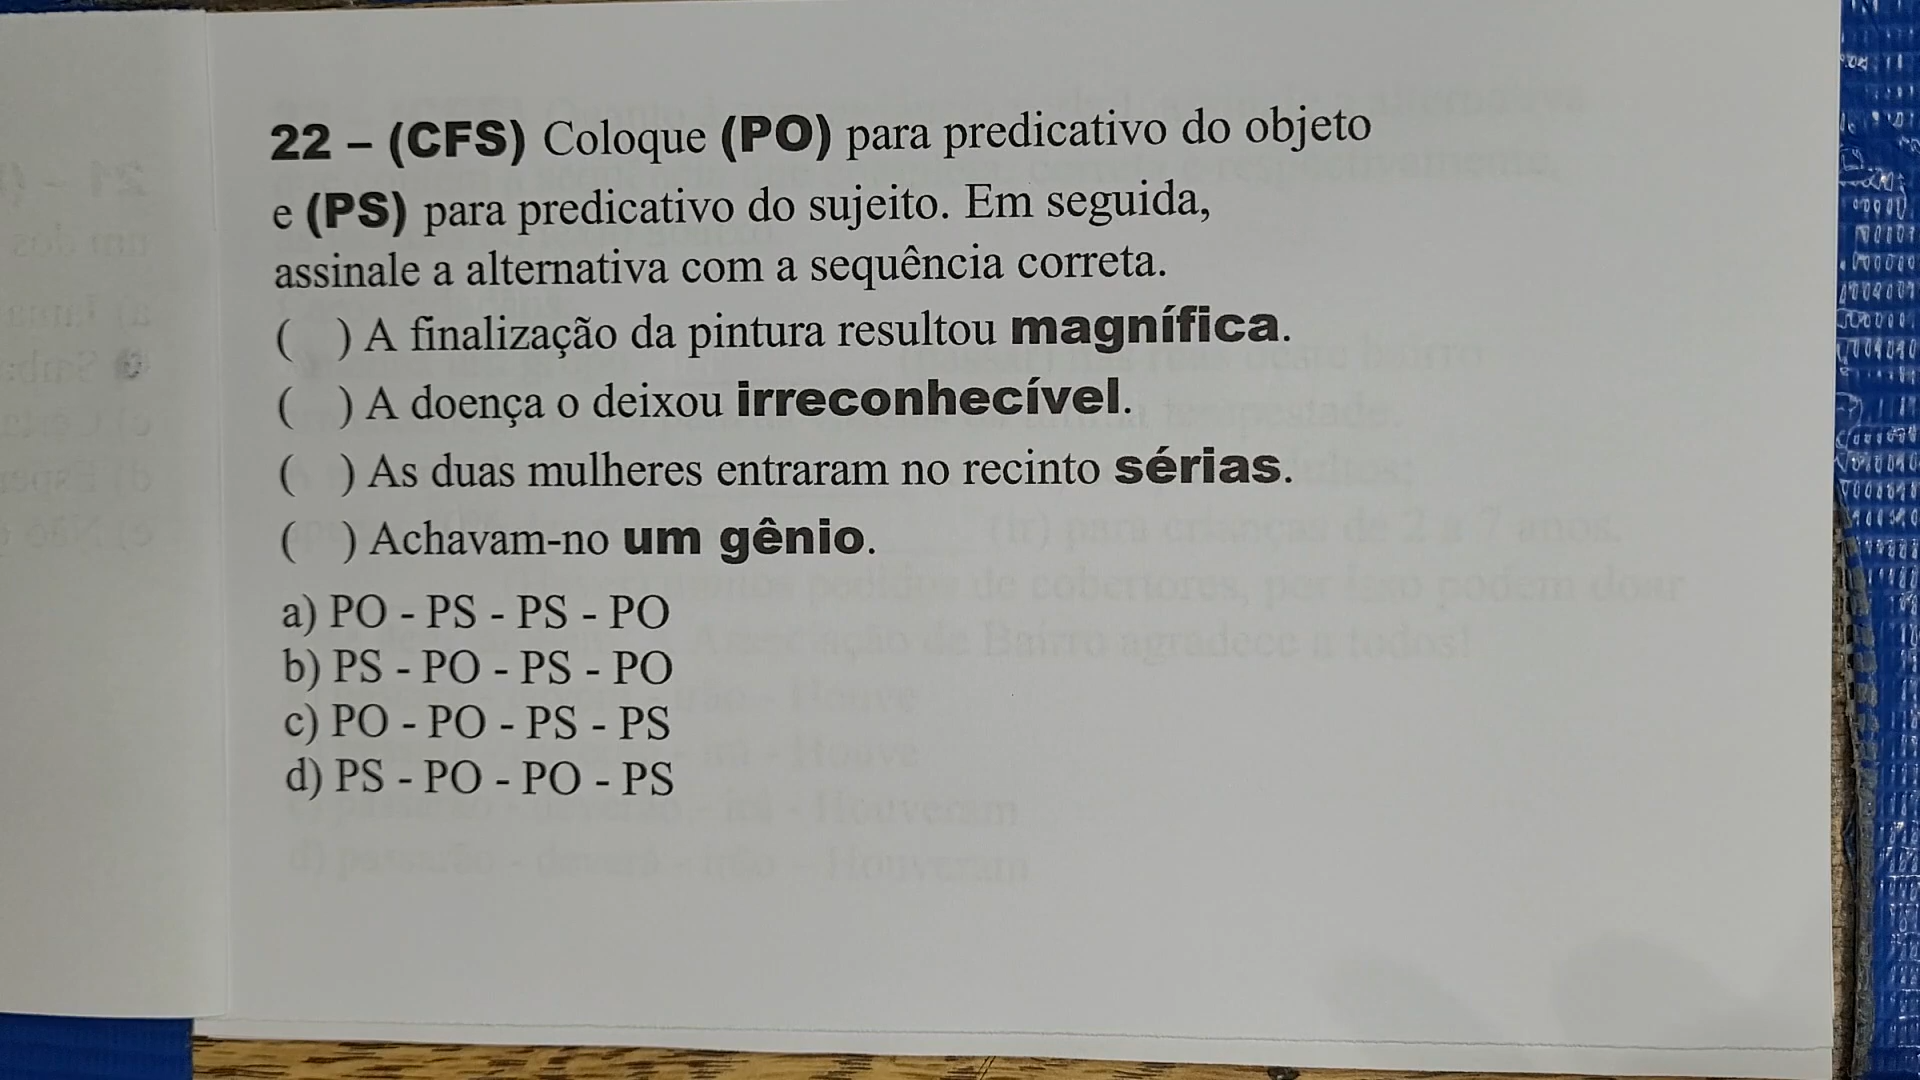 22 – (CFS) Coloque (PO) para predicativo do objeto
e (PS) para predicativo do sujeito. Em seguida,
assinale a alternativa com a sequência correta.
( ) A finalização da pintura resultou magnífica.
( ) A doença o deixou irreconhecível.
( ) As duas mulheres entraram no recinto sérias.
( ) Achavam-no um gênio.
a) PO - PS - PS - PO
b) PS - PO - PS - PO
c) PO - PO - PS - PS
d) PS - PO - PO - PS